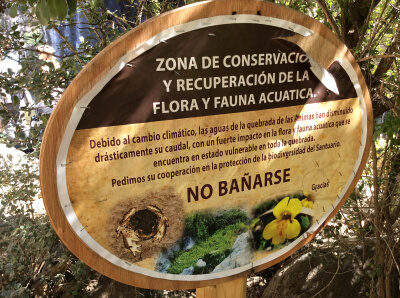 ZONA DE CONSERVACIO
Y RECUPERACIÓN DE LA
FLORA Y FAUNA ACUATICA.
Debido al cambio climático, las aguas de la quebrada de las ánimas han disminuido
drásticamente su caudal, con un fuerte impacto en la flora y fauna acuática que se
encuentra en estado vulnerable en toda la quebrada.
Pedimos su cooperación en la protección de la biodiversidad del Santuario.
NO BAÑARSE
Gracias